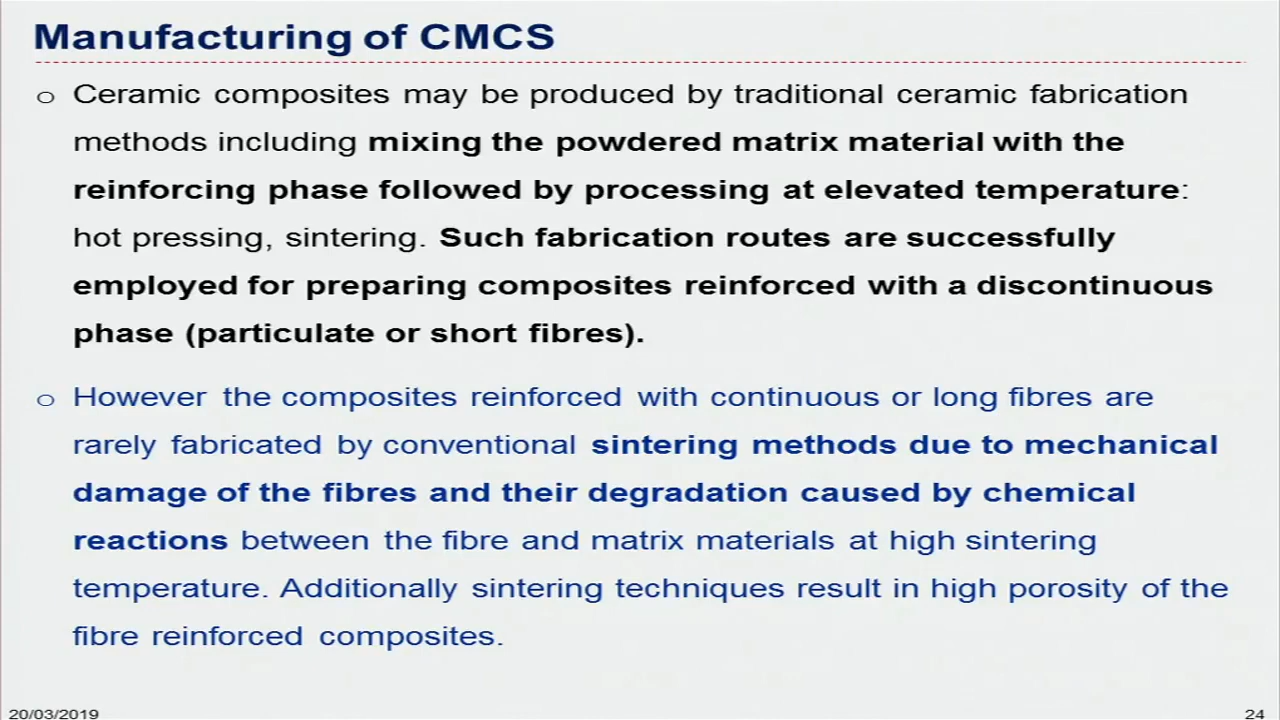 Manufacturing of CMCS
o Ceramic composites may be produced by traditional ceramic fabrication
methods including mixing the powdered matrix material with the
reinforcing phase followed by processing at elevated temperature:
hot pressing, sintering. Such fabrication routes are successfully
employed for preparing composites reinforced with a discontinuous
phase (particulate or short fibres).
o However the composites reinforced with continuous or long fibres are
rarely fabricated by conventional sintering methods due to mechanical
damage of the fibres and their degradation caused by chemical
reactions between the fibre and matrix materials at high sintering
temperature. Additionally sintering techniques result in high porosity of the
fibre reinforced composites.
20/03/2019
24